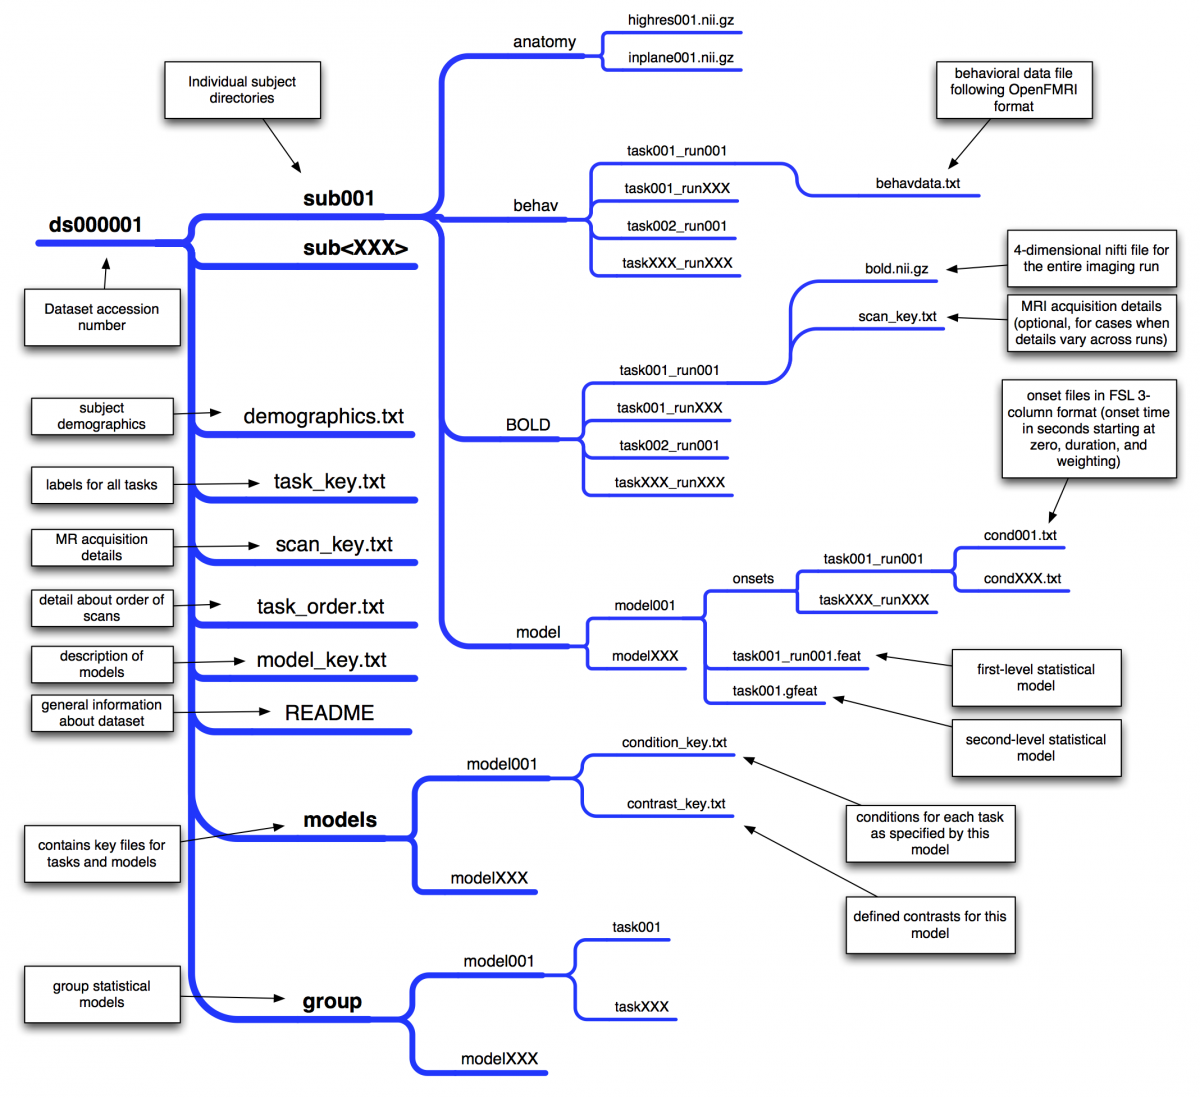 highres001.nii.gz
anatomy
inplane001.nii.gz
Individual subject
directories
behavioral data file
following OpenFMRI
format
task001_run001
behavdata.txt
task001_runXXX
sub001
behav
ds000001
task002_run001
sub<XXX>
taskXXX_runXXX
4-dimensional nifti file for
the entire imaging run
bold.nii.gz
Dataset accession
number
scan_key.txt
MRI acquisition details
(optional, for cases when
details vary across runs)
task001_run001
onset files in FSL 3-
column format (onset time
in seconds starting at
zero, duration, and
weighting)
subject
demographics
demographics.txt
task001_runXXX
BOLD
task002_run001
labels for all tasks
task_key.txt
taskXXX_runXXX
MR acquisition
details
scan_key.txt
cond001.txt
task001_run001
onsets
condXXX.txt
detail about order of
scans
task_order.txt
model001
taskXXX_runXXX
model
description of
models
model_key.txt
modelXXX
task001_run001.feat
first-level statistical
model
task001.gfeat
general information
about dataset
README
second-level statistical
model
condition_key.txt
model001
contrast_key.txt
models
conditions for each task
as specified by this
model
contains key files for
tasks and models
modelXXX
defined contrasts for this
model
task001
model001
group statistical
models
group
taskXXX
modelXXX